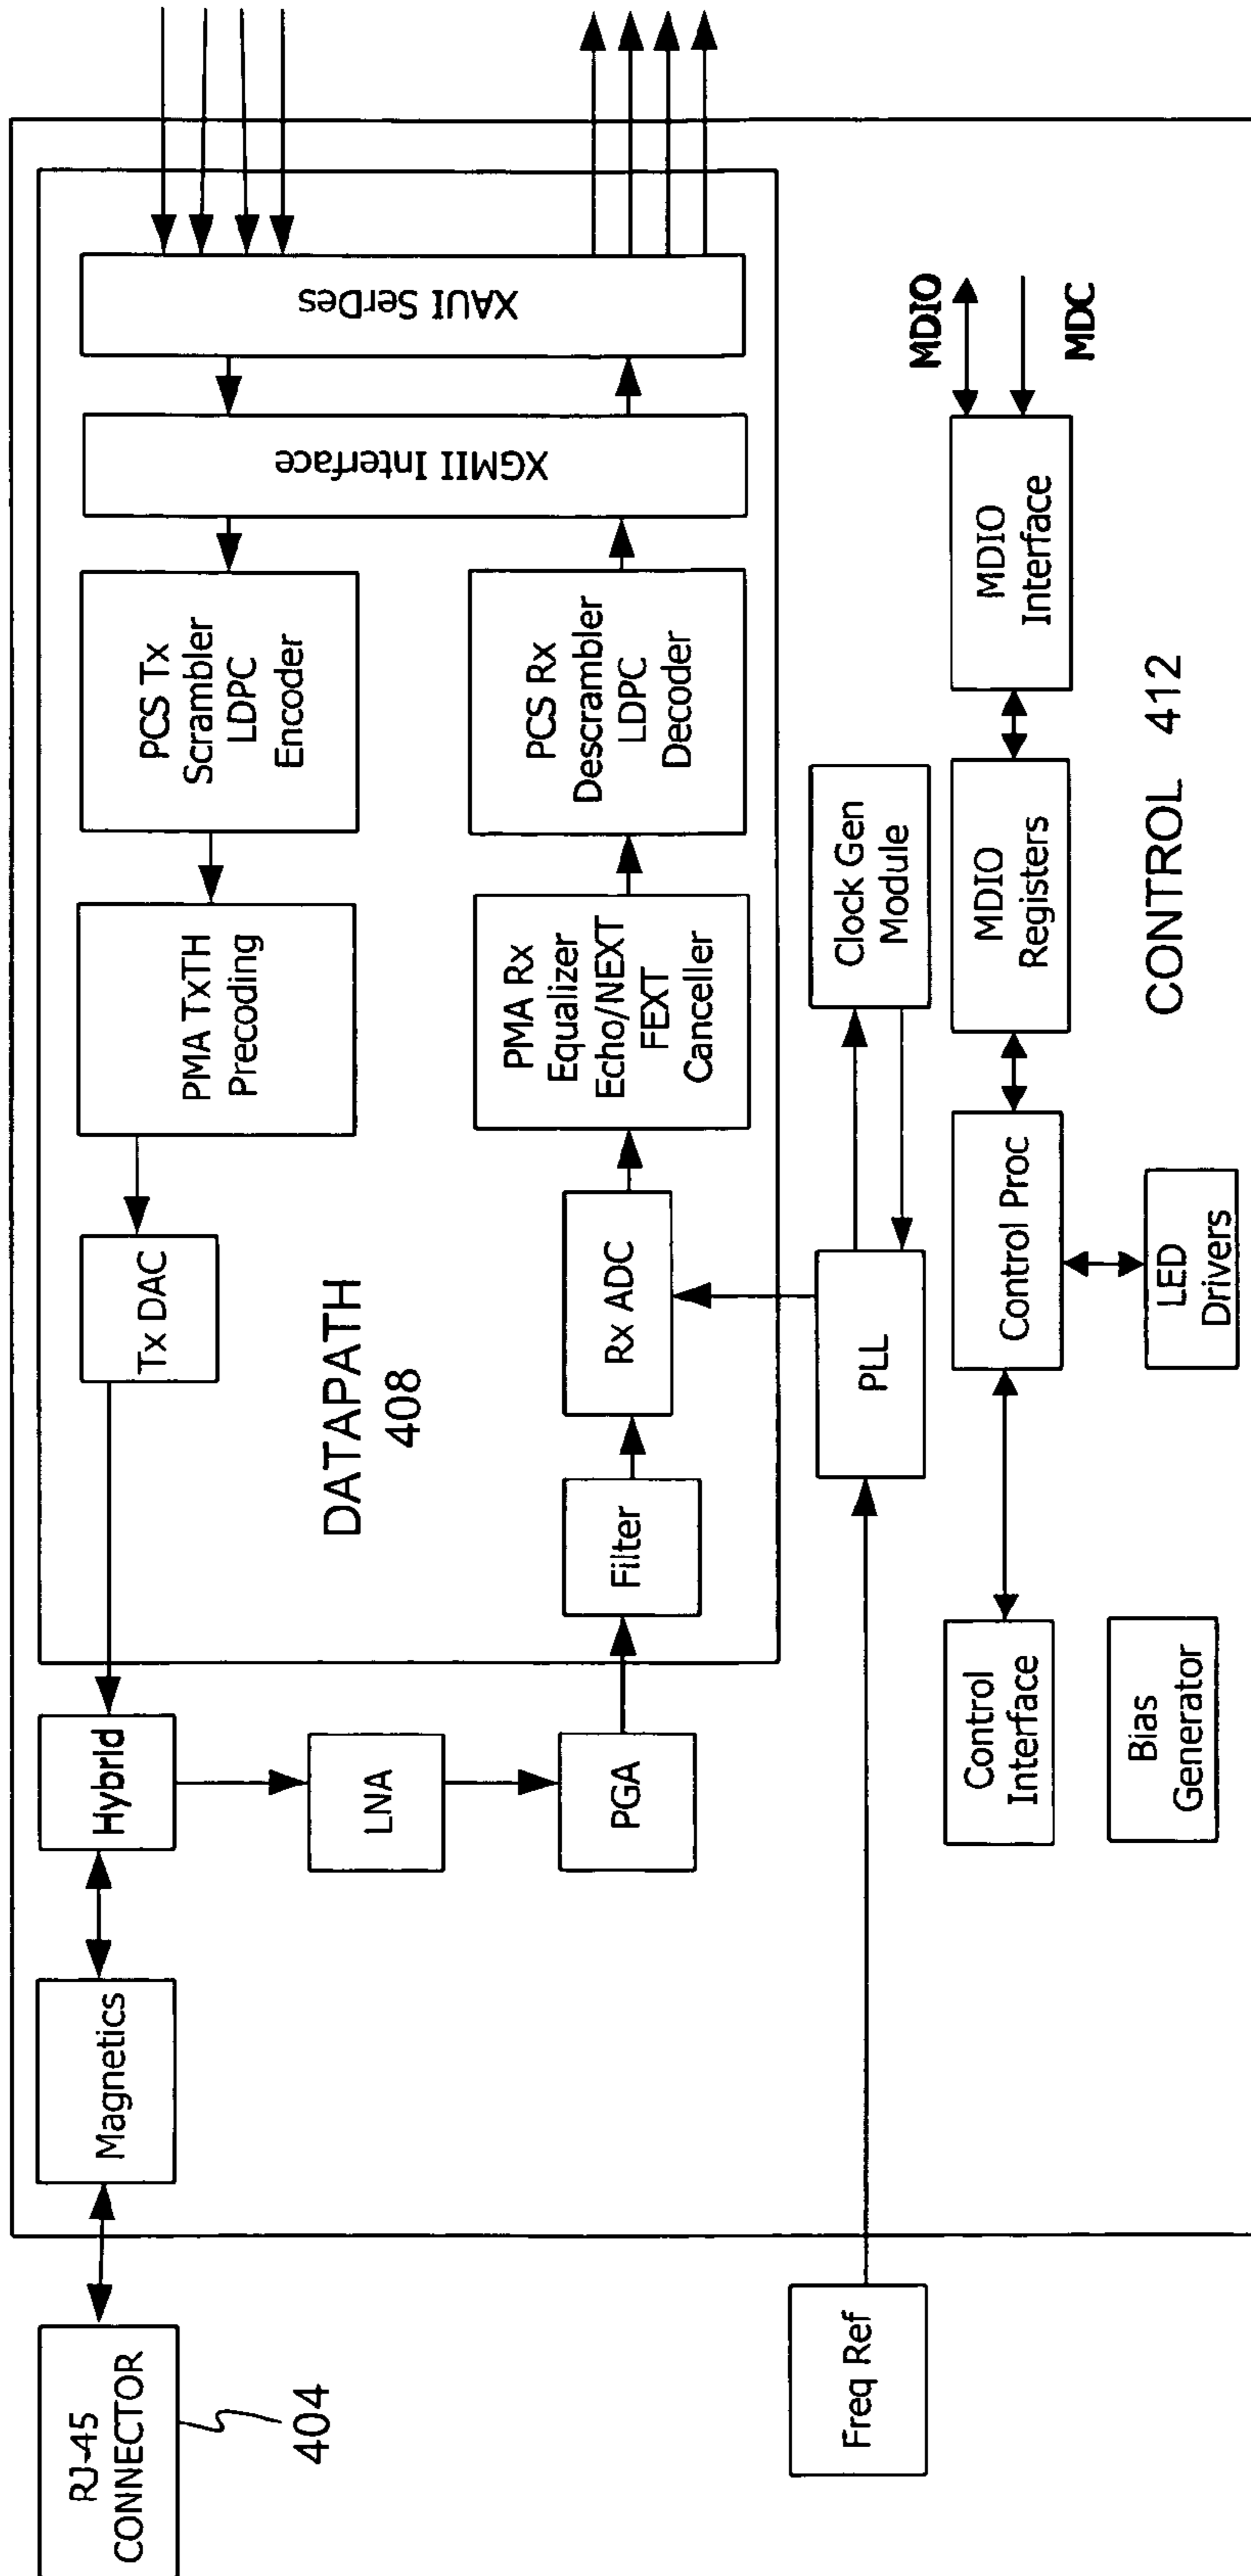 RJ-45
CONNECTOR
404
Magnetics
Hybrid
LNA
PGA
DATAPATH
408
Tx DAC
PMA TxTH
Precoding
PCS Tx
Scrambler
LDPC
Encoder
XGMII Interface
XAUI SerDes
Filter
Rx ADC
PMA Rx
Equalizer
Echo/NEXT
FEXT
Canceller
PCS Rx
Descrambler
LDPC
Decoder
Freq Ref
PLL
Clock Gen
Module
Control
Interface
Control Proc
MDIO
Registers
MDIO
Interface
MDIO
MDC
Bias
Generator
LED
Drivers
CONTROL 412